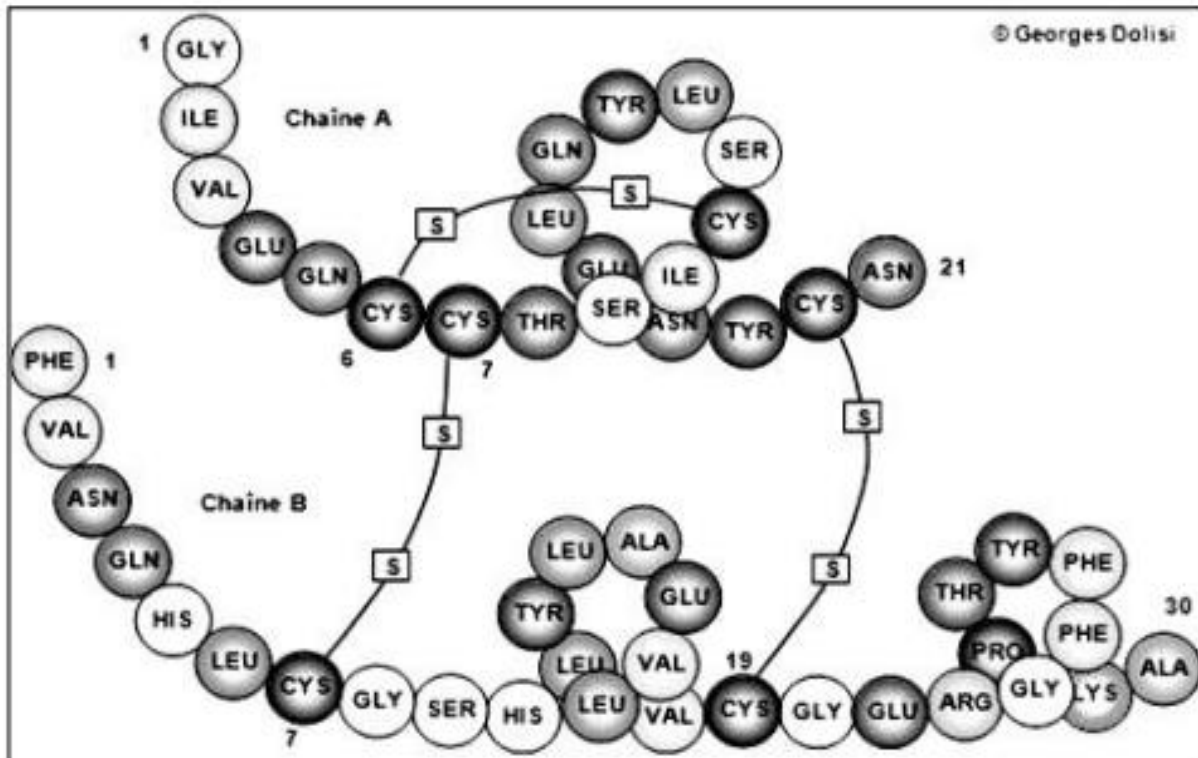 © Georges Dolisi
1
GLY
ILE
VAL
GLU
GLN
CYS
6
CYS
7
THR
SER
ILE
CYS
SER
LEU
TYR
GLN
LEU
GLU
ASN
TYR
CYS
ASN
21
Chaine A
S
S
S
S
S
S
PHE
1
VAL
ASN
GLN
HIS
LEU
CYS
7
GLY
SER
HIS
LEU
VAL
GLU
ALA
LEU
TYR
LEU
VAL
CYS
19
GLY
GLU
ARG
GLY
PHE
PHE
TYR
THR
PRO
LYS
ALA
30
Chaine B